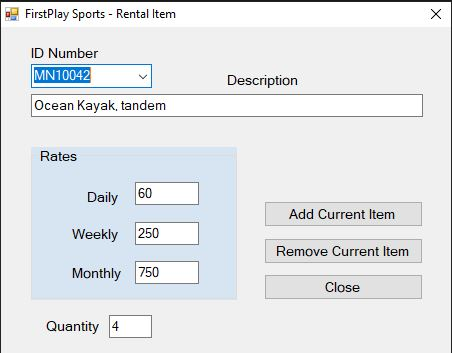 FirstPlay Sports - Rental Item
ID Number
MN10042
Description
Ocean Kayak, tandem
Rates
Daily 60
Weekly 250
Monthly 750
Add Current Item
Remove Current Item
Close
Quantity 4